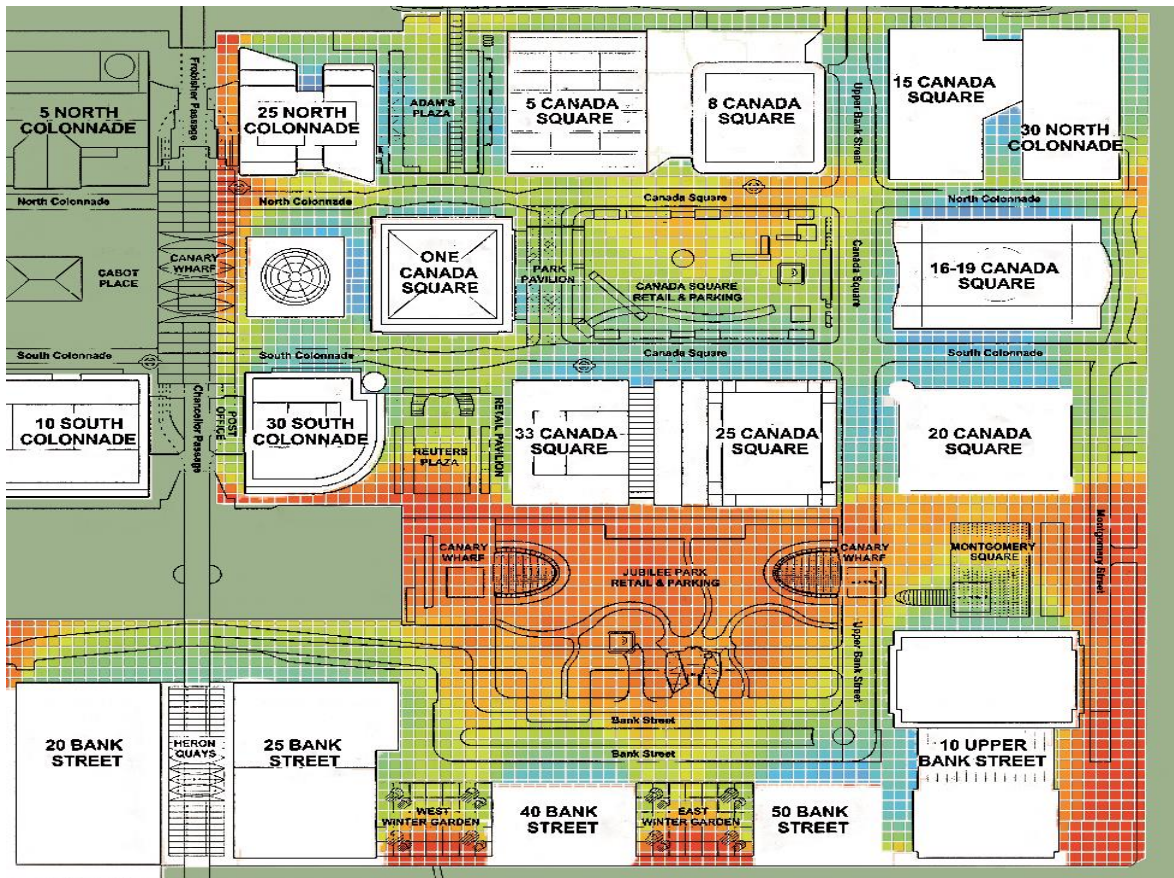 Frobisher Passage
5 NORTH
COLONNADE
25 NORTH
COLONNADE
ADAM'S
PLAZA
5 CANADA
SQUARE
8 CANADA
SQUARE
Upper Bank Street
15 CANADA
SQUARE
30 NORTH
COLONNADE
North Colonnade
North Colonnade
Canada Square
North Colonnade
CABOT
PLACE
CANARY
WHARF
ONE
CANADA
SQUARE
PARK
PAVILION
CANADA SQUARE
RETAIL & PARKING
Canada Square
16-19 CANADA
SQUARE
South Colonnade
South Colonnade
Canada Square
South Colonnade
10 SOUTH
COLONNADE
Chancellor Passage
POST
OFFICE
30 SOUTH
COLONNADE
REUTERS
PLAZA
RETAIL PAVILION
33 CANADA
SQUARE
25 CANADA
SQUARE
20 CANADA
SQUARE
CANARY
WHARF
JUBILEE PARK
RETAIL & PARKING
CANARY
WHARF
MONTGOMERY
SQUARE
Montgomery Street
Upper Bank Street
Bank Street
Bank Street
20 BANK
STREET
HERON
QUAYS
25 BANK
STREET
WEST
WINTER GARDEN
40 BANK
STREET
EAST
WINTER GARDEN
50 BANK
STREET
10 UPPER
BANK STREET